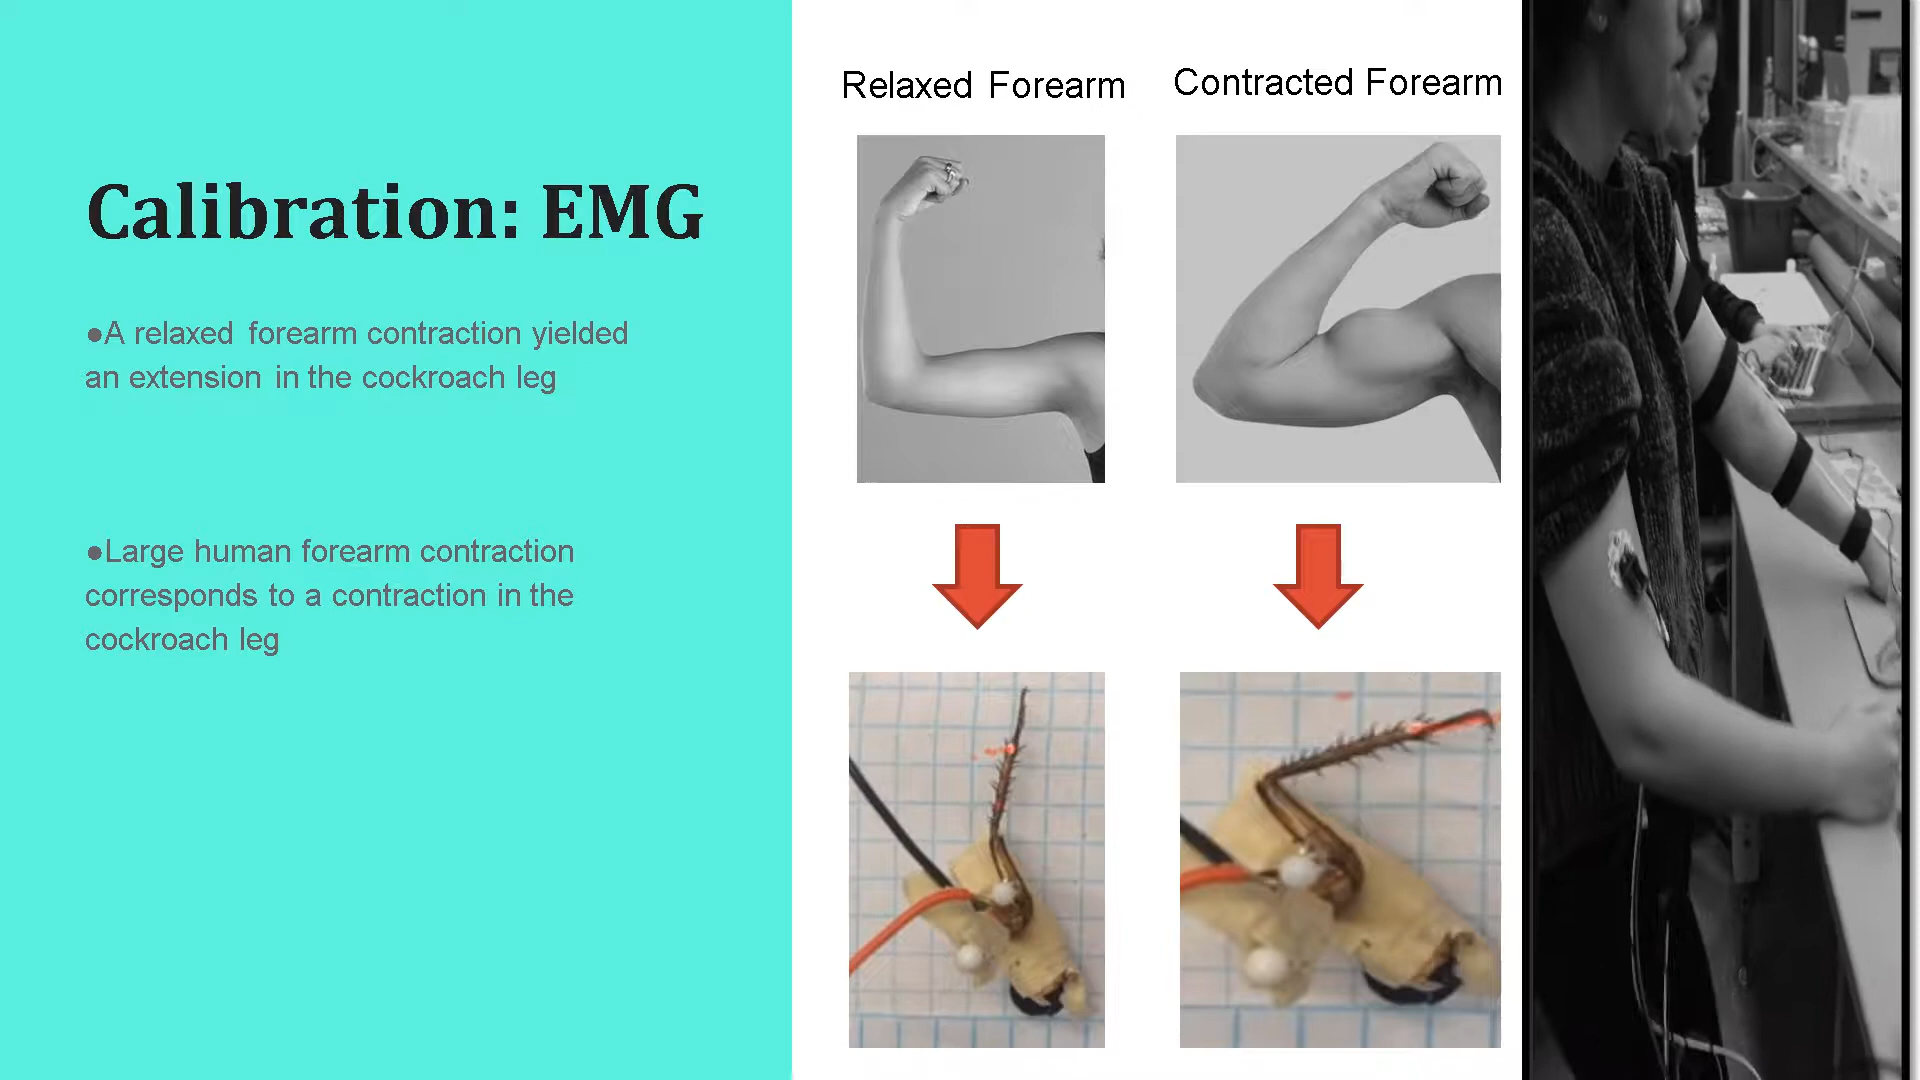 Calibration: EMG
●A relaxed forearm contraction yielded
an extension in the cockroach leg
●Large human forearm contraction
corresponds to a contraction in the
cockroach leg
Relaxed Forearm
Contracted Forearm